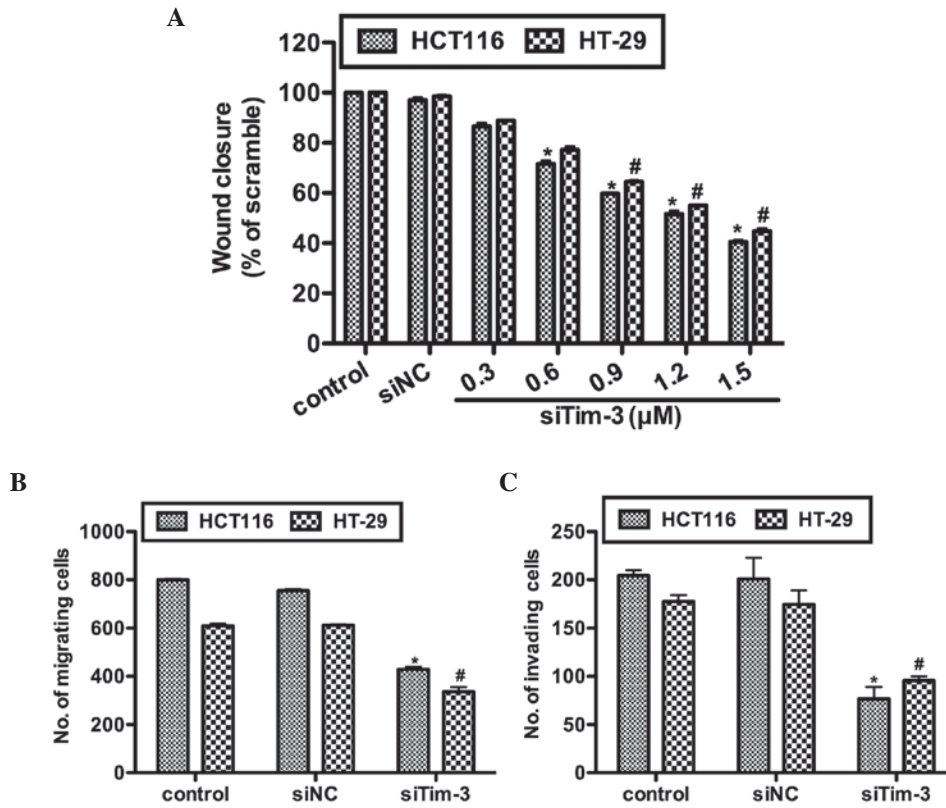 A
HCT116 HT-29
Wound closure
(% of scramble)
120
100
80
60
40
20
0
* * # * # * #
control siNC 0.3 0.6 0.9 1.2 1.5
siTim-3 (µM)
B
HCT116 HT-29
No. of migrating cells
1000
800
600
400
200
0
* #
control siNC siTim-3
C
HCT116 HT-29
No. of invading cells
250
200
150
100
50
0
* #
control siNC siTim-3